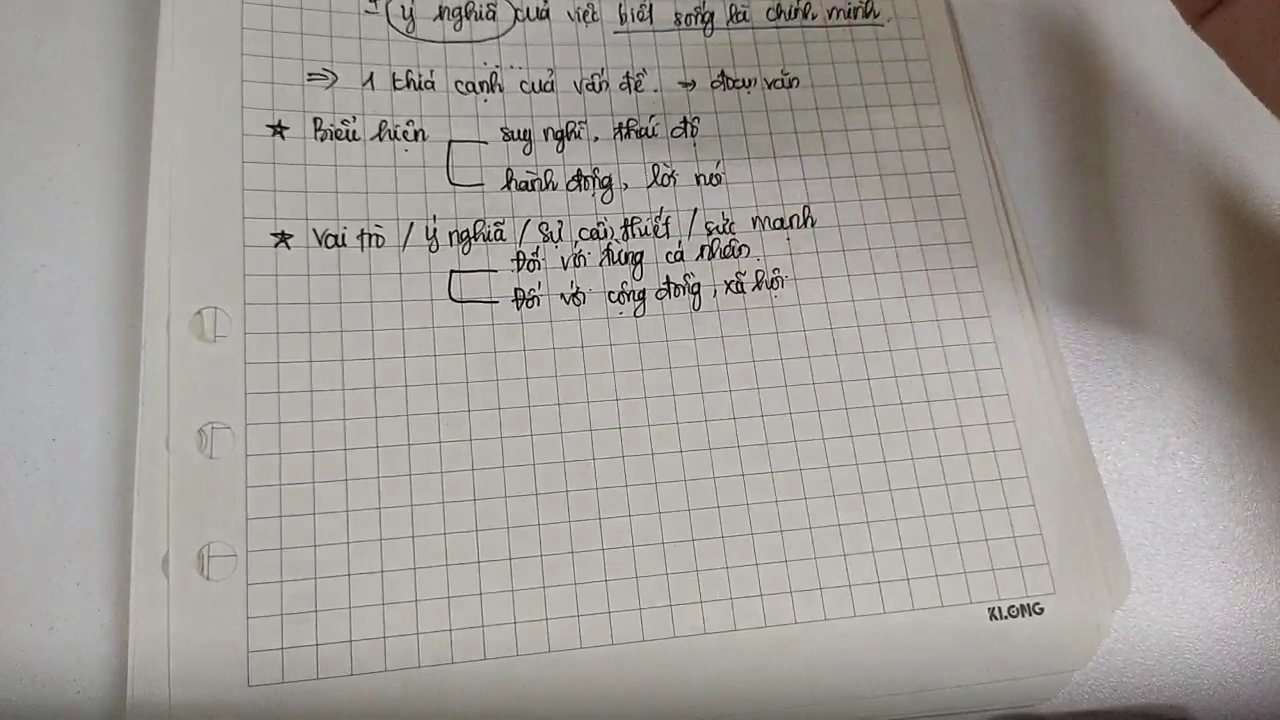 - ý nghĩa của việc biết sống là chính mình.
⇒ 1 khía cạnh của vấn đề. → đoạn văn
★ Biểu hiện
suy nghĩ, thái độ
hành động, lời nói
★ Vai trò / ý nghĩa / sự cần thiết / sức mạnh
Đối với từng cá nhân.
Đối với cộng đồng, xã hội
KLONG